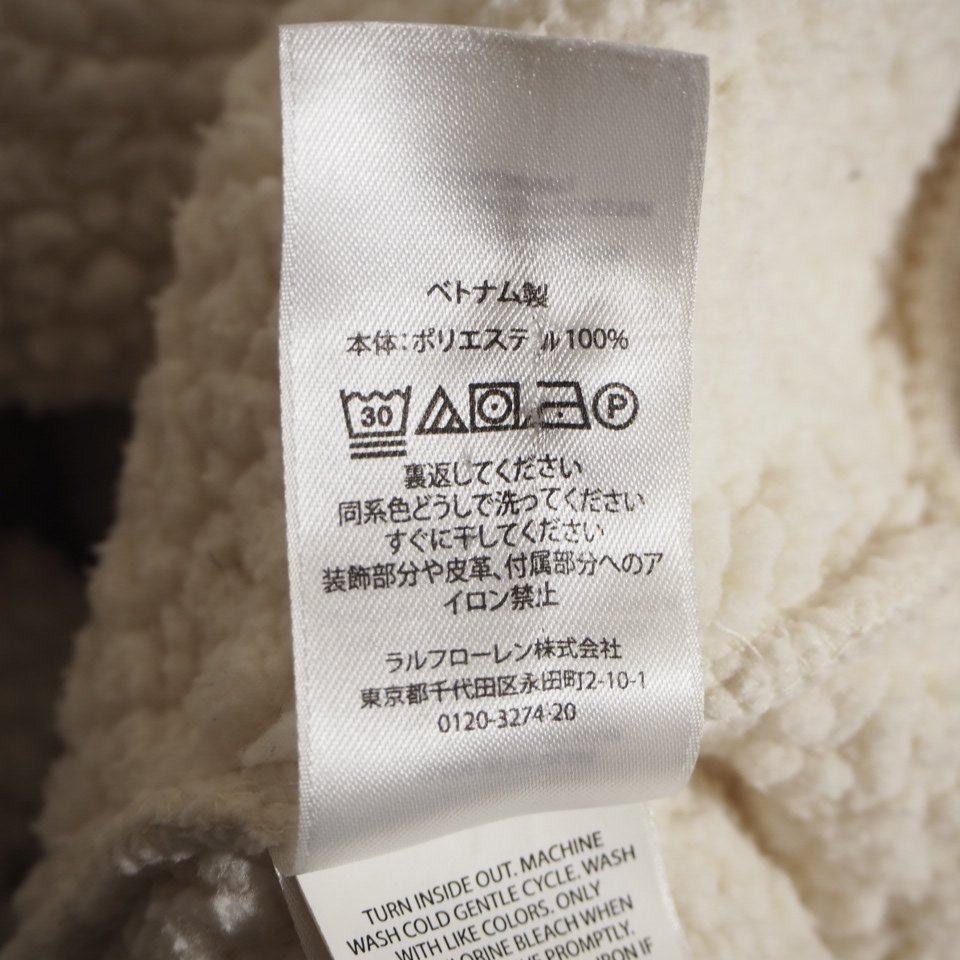 ベトナム製
本体:ポリエステル100%
30
P
裏返してください
同系色どうしで洗ってください
すぐに干してください
装飾部分や皮革、付属部分へのア
イロン禁止
ラルフローレン株式会社
東京都千代田区永田町2-10-1
0120-3274-20
TURN INSIDE OUT. MACHINE
WASH COLD GENTLE CYCLE. WASH
WITH LIKE COLORS. ONLY
BLEACH WHEN
PROMPTLY.
IF